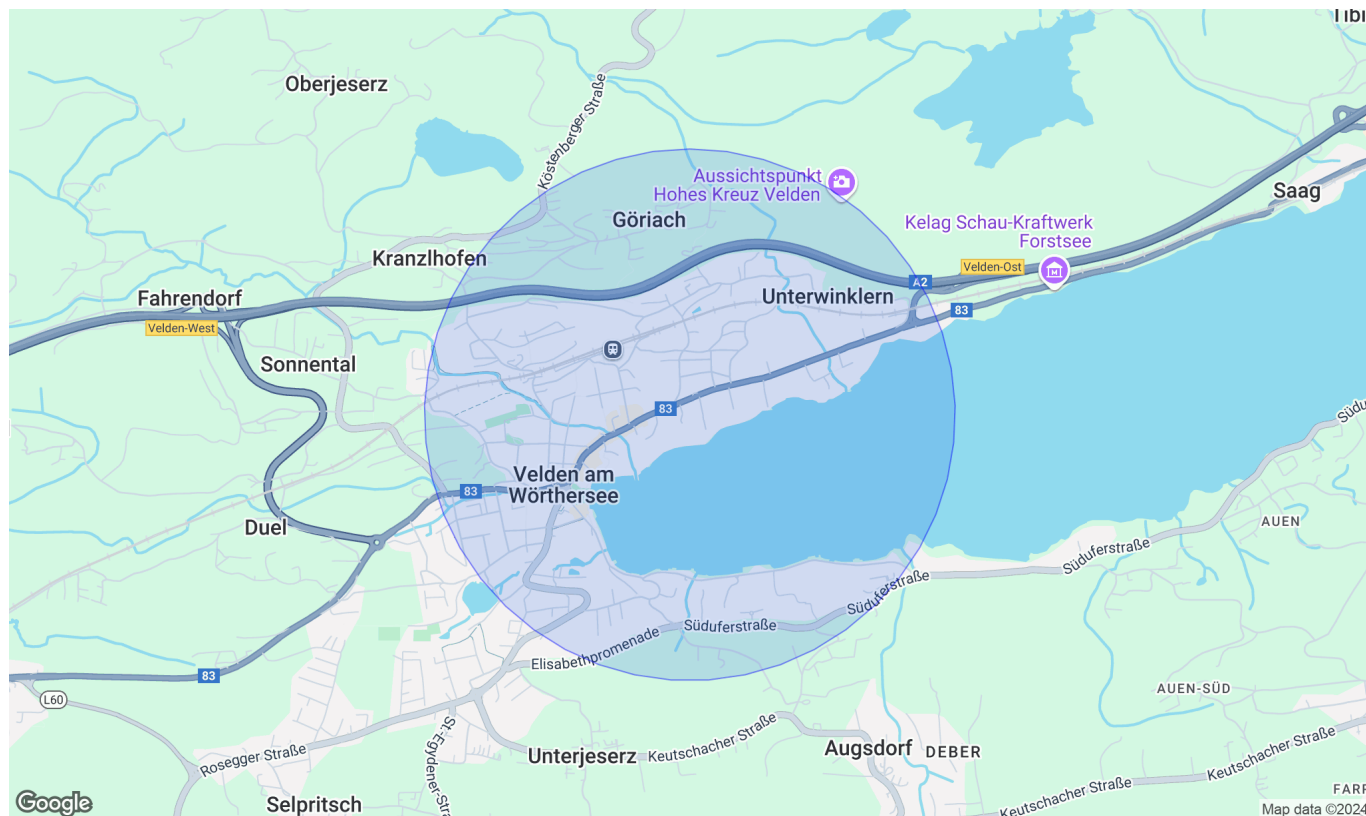 Tibi
Oberjeserz
Köstenberger Straße
Aussichtspunkt
Hohes Kreuz Velden
Göriach
Saag
Kelag Schau-Kraftwerk
Forstsee
Kranzlhofen
Velden-Ost
A2
Fahrendorf
Unterwinklern
83
Velden-West
Sonnental
83
Südu
Velden am
Wörthersee
83
Duel
AUEN
Süduferstraße
Süduferstraße
Süduferstraße
Elisabethpromenade
83
L60
AUEN-SÜD
St.-Egydener-Stra
Rosegger Straße
Unterjeserz
Keutschacher Straße
Augsdorf
DEBER
Keutschacher Straße
Keutschacher Straße
FARR
Selpritsch
Google
Map data ©2024